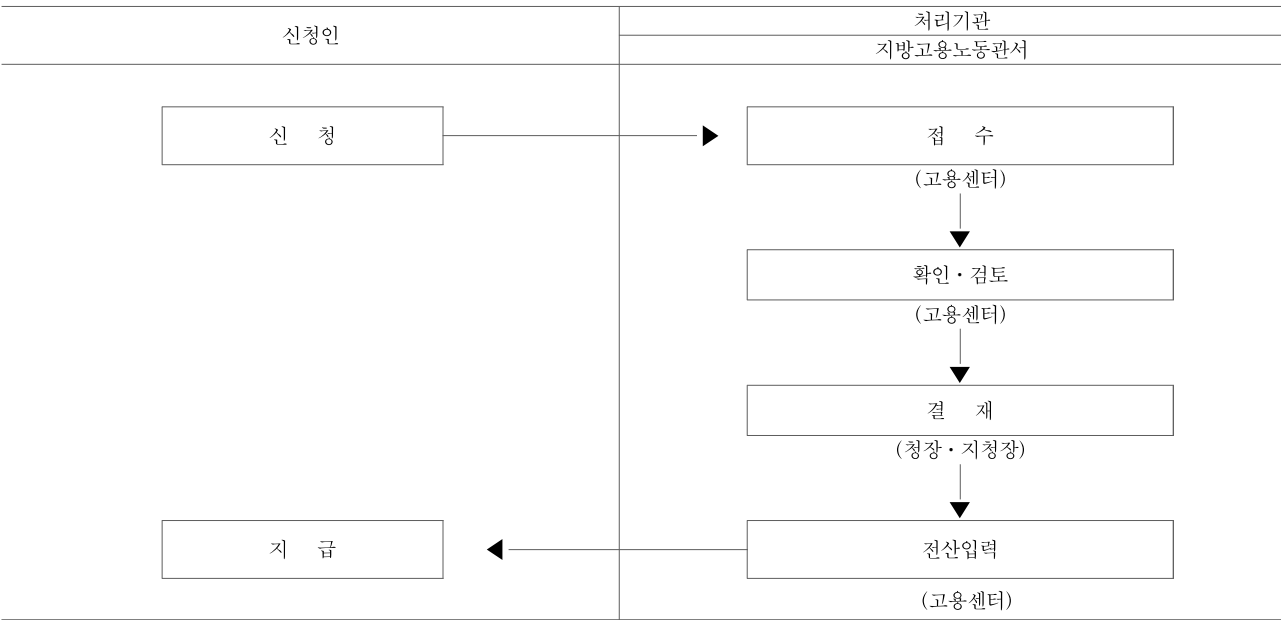 신청인
처리기관
지방고용노동관서
신 청
접 수
(고용센터)
확인·검토
(고용센터)
결 재
(청장·지청장)
지 급
전산입력
(고용센터)